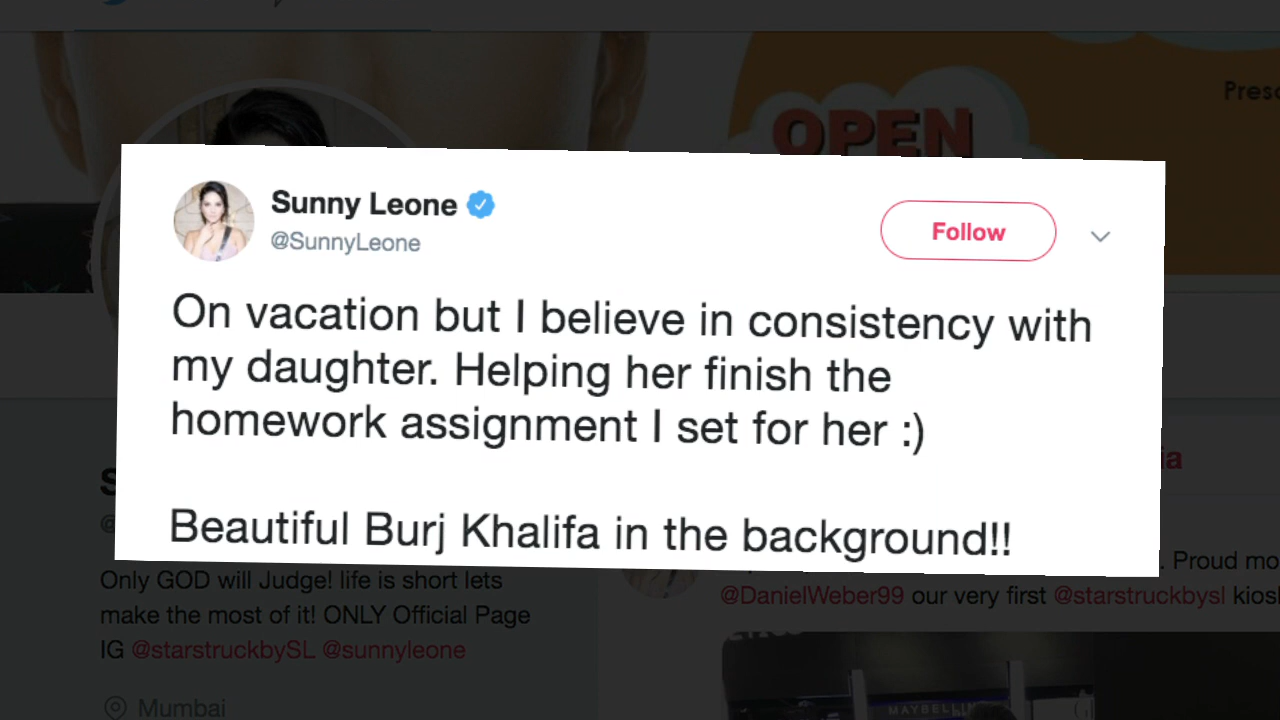 Presc
OPEN
Sunny Leone
@SunnyLeone
Follow
On vacation but I believe in consistency with
my daughter. Helping her finish the
homework assignment I set for her :)
Beautiful Burj Khalifa in the background!!
S
@
ia
Only GOD will Judge! life is short lets
make the most of it! ONLY Official Page
IG @starstruckbySL @sunnyleone
Mumbai
. Proud mo
@DanielWeber99 our very first @starstruckbysl kios
MAYBELLIN